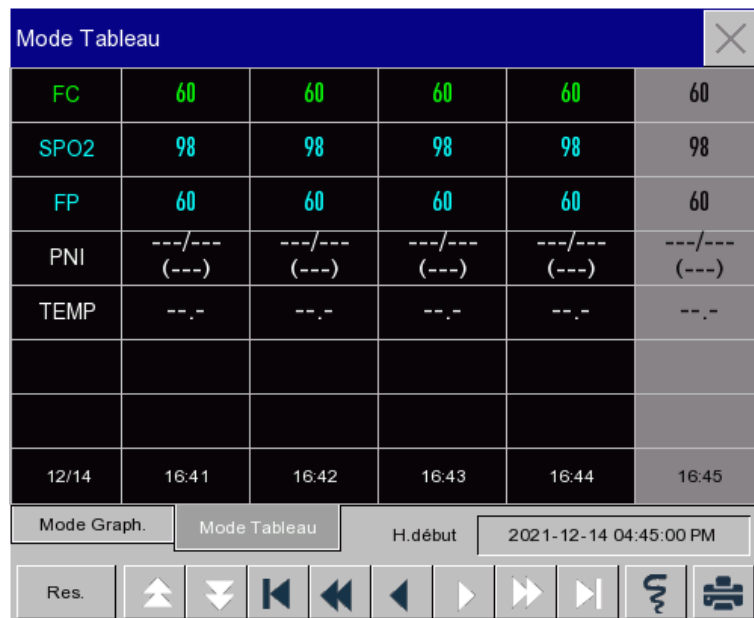 Mode Tableau
FC 60 60 60 60 60
SPO2 98 98 98 98 98
FP 60 60 60 60 60
PNI ---/--- ---/--- ---/--- ---/--- ---/---
(---) (---) (---) (---) (---)
TEMP --.- --.- --.- --.- --.-
12/14 16:41 16:42 16:43 16:44 16:45
Mode Graph. Mode Tableau H.début 2021-12-14 04:45:00 PM
Res.